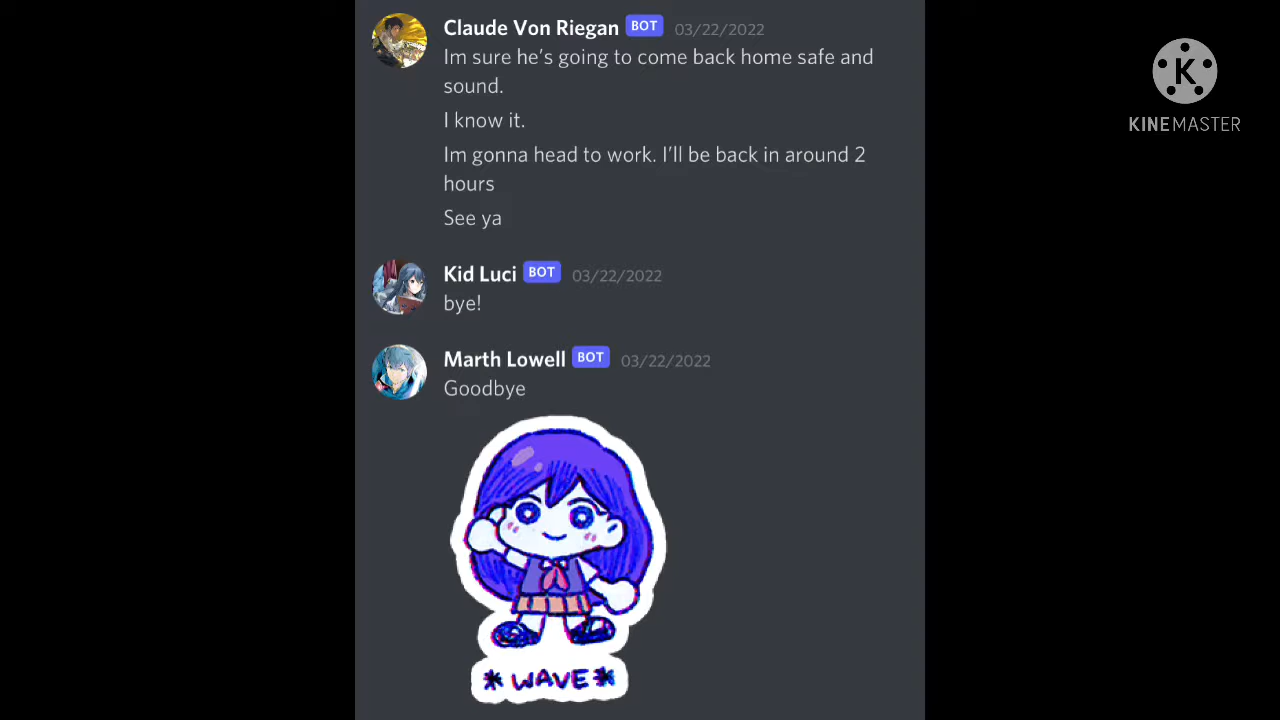 Claude Von Riegan BOT 03/22/2022
Im sure he's going to come back home safe and
sound.
I know it.
Im gonna head to work. I'll be back in around 2
hours
See ya
K
KINEMASTER
Kid Luci BOT 03/22/2022
bye!
Marth Lowell BOT 03/22/2022
Goodbye
*WAVE*